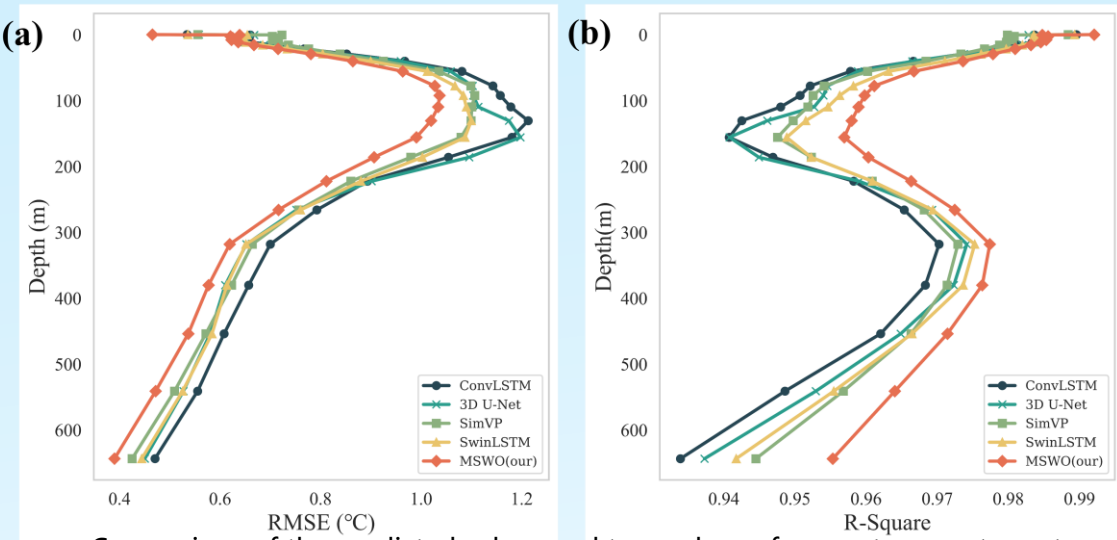 (a)
0
100
200
300
400
500
600
Depth (m)
0.4 0.6 0.8 1.0 1.2
RMSE (℃)
ConvLSTM
3D U-Net
SimVP
SwinLSTM
MSWO(our)
(b)
0
100
200
300
400
500
600
Depth(m)
0.94 0.95 0.96 0.97 0.98 0.99
R-Square
ConvLSTM
3D U-Net
SimVP
SwinLSTM
MSWO(our)